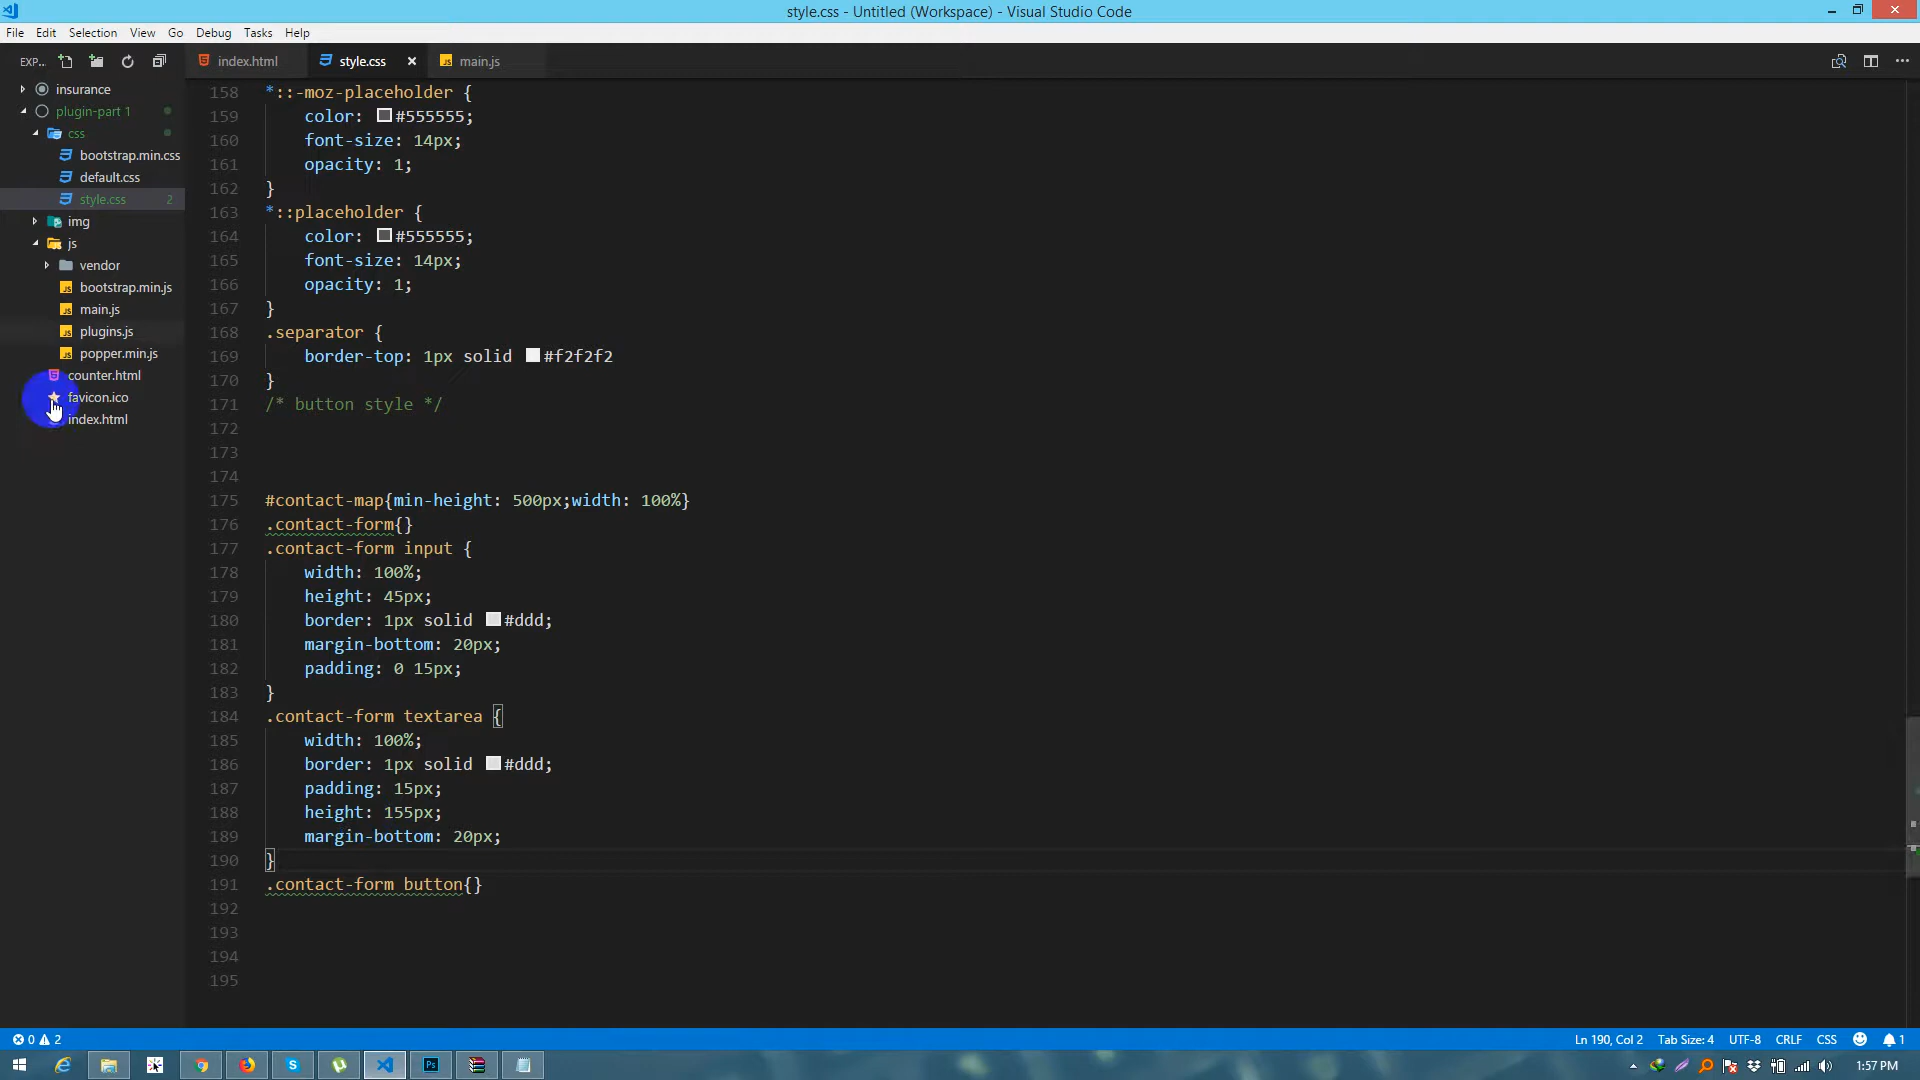 style.css - Untitled (Workspace) - Visual Studio Code
File Edit Selection View Go Debug Tasks Help
EXP...
index.html
style.css
main.js
insurance
plugin-part 1
css
bootstrap.min.css
default.css
style.css 2
img
js
vendor
bootstrap.min.js
main.js
plugins.js
popper.min.js
counter.html
favicon.ico
index.html
158 *::-moz-placeholder {
159 color: #555555;
160 font-size: 14px;
161 opacity: 1;
162 }
163 *::placeholder {
164 color: #555555;
165 font-size: 14px;
166 opacity: 1;
167 }
168 .separator {
169 border-top: 1px solid #f2f2f2
170 }
171 /* button style */
172
173
174
175 #contact-map{min-height: 500px;width: 100%}
176 .contact-form{}
177 .contact-form input {
178 width: 100%;
179 height: 45px;
180 border: 1px solid #ddd;
181 margin-bottom: 20px;
182 padding: 0 15px;
183 }
184 .contact-form textarea {
185 width: 100%;
186 border: 1px solid #ddd;
187 padding: 15px;
188 height: 155px;
189 margin-bottom: 20px;
190 }
191 .contact-form button{}
192
193
194
195
0 2
Ln 190, Col 2 Tab Size: 4 UTF-8 CRLF CSS 1
1:57 PM